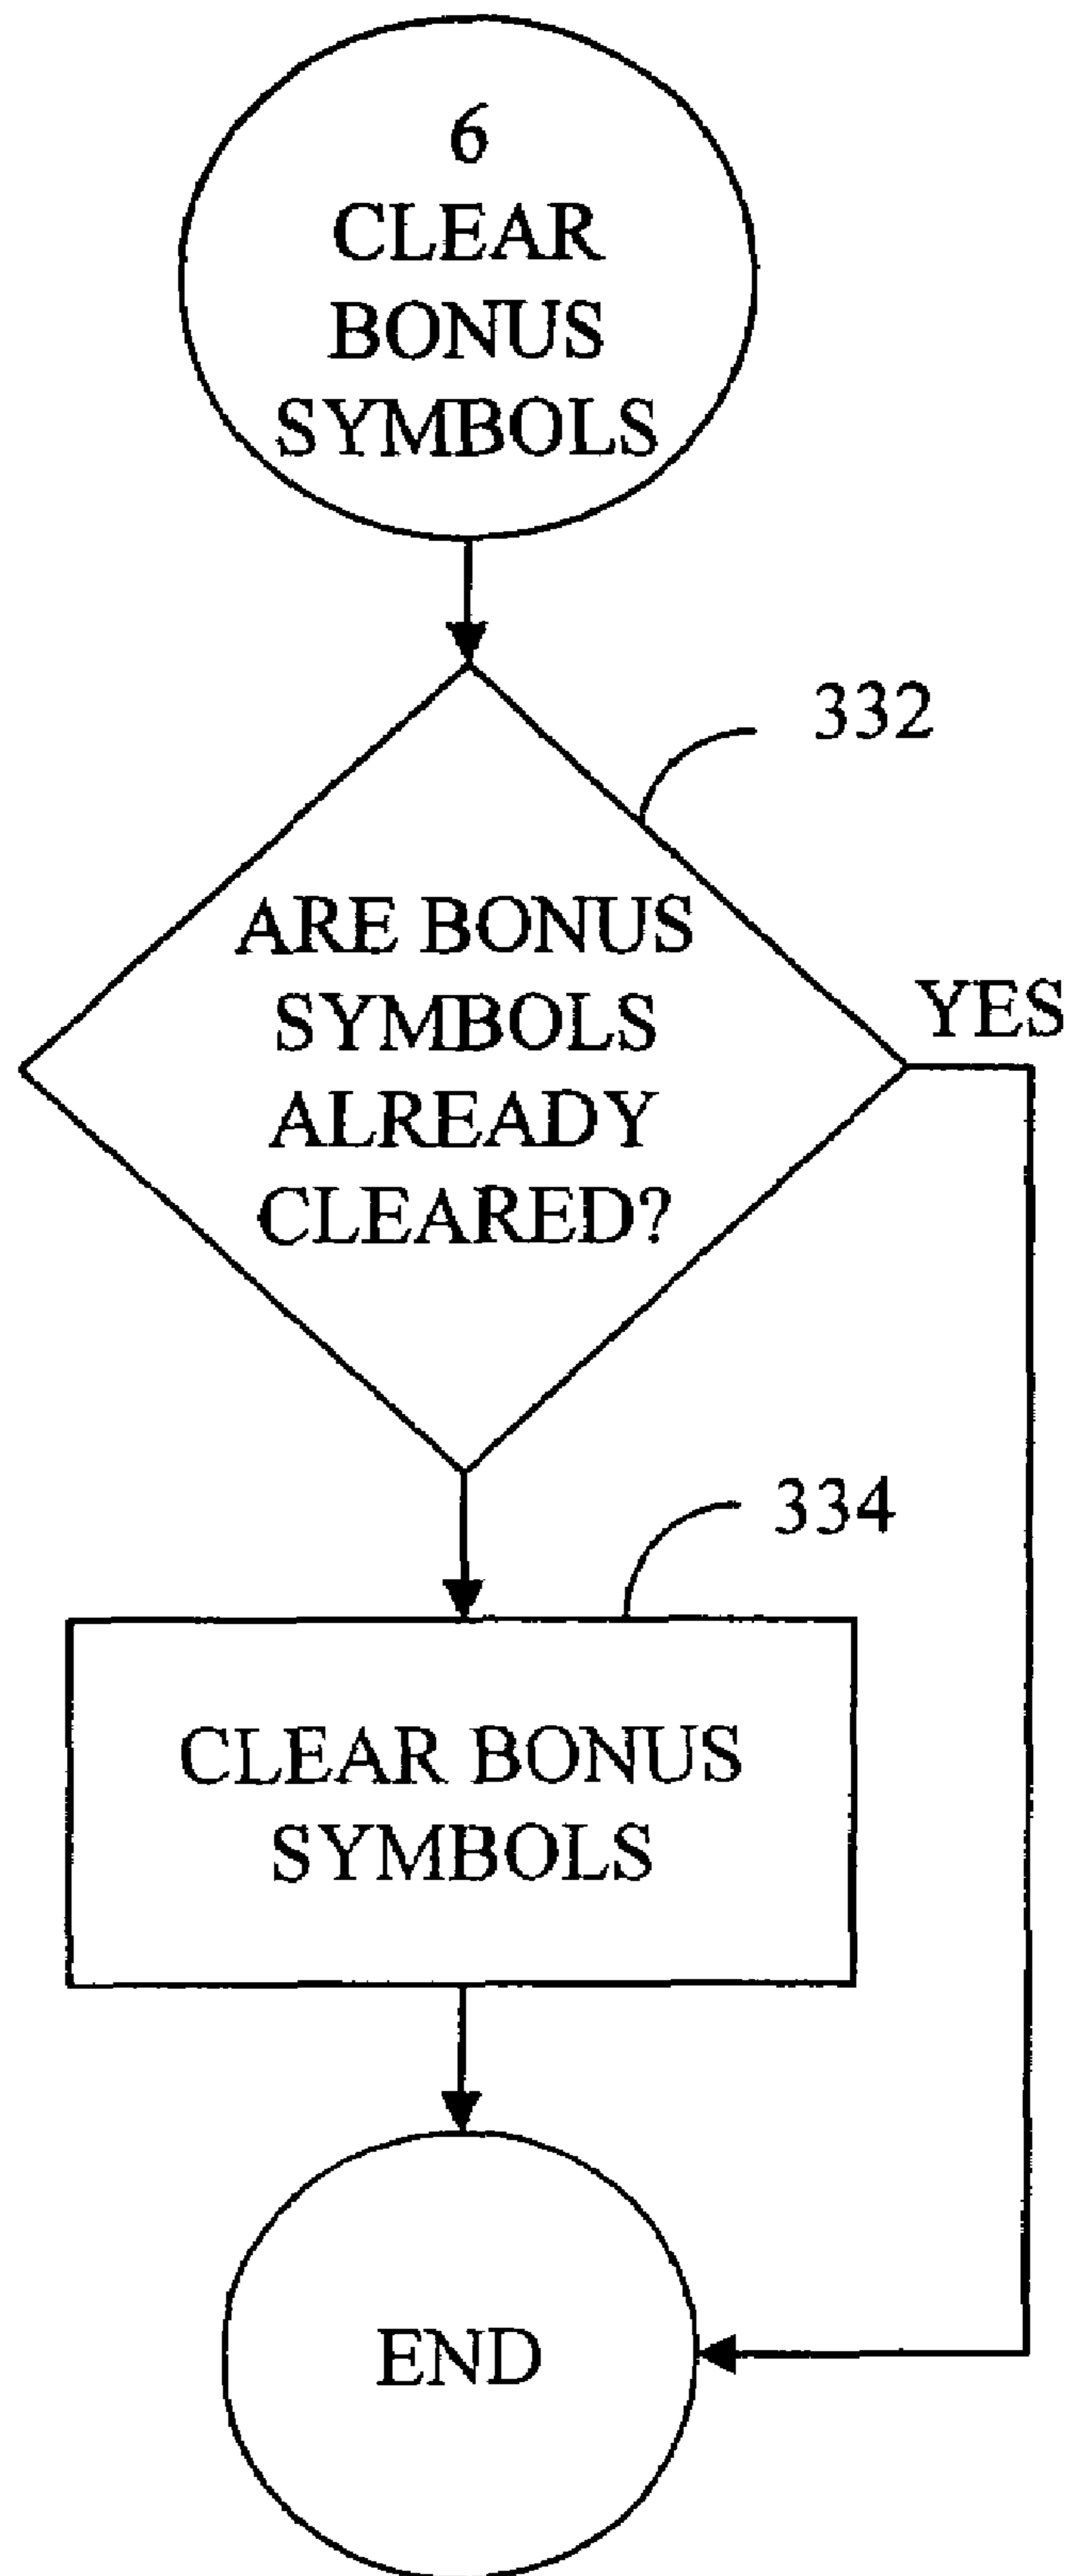 6
CLEAR
BONUS
SYMBOLS
332
ARE BONUS
SYMBOLS
ALREADY
CLEARED?
YES
334
CLEAR BONUS
SYMBOLS
END